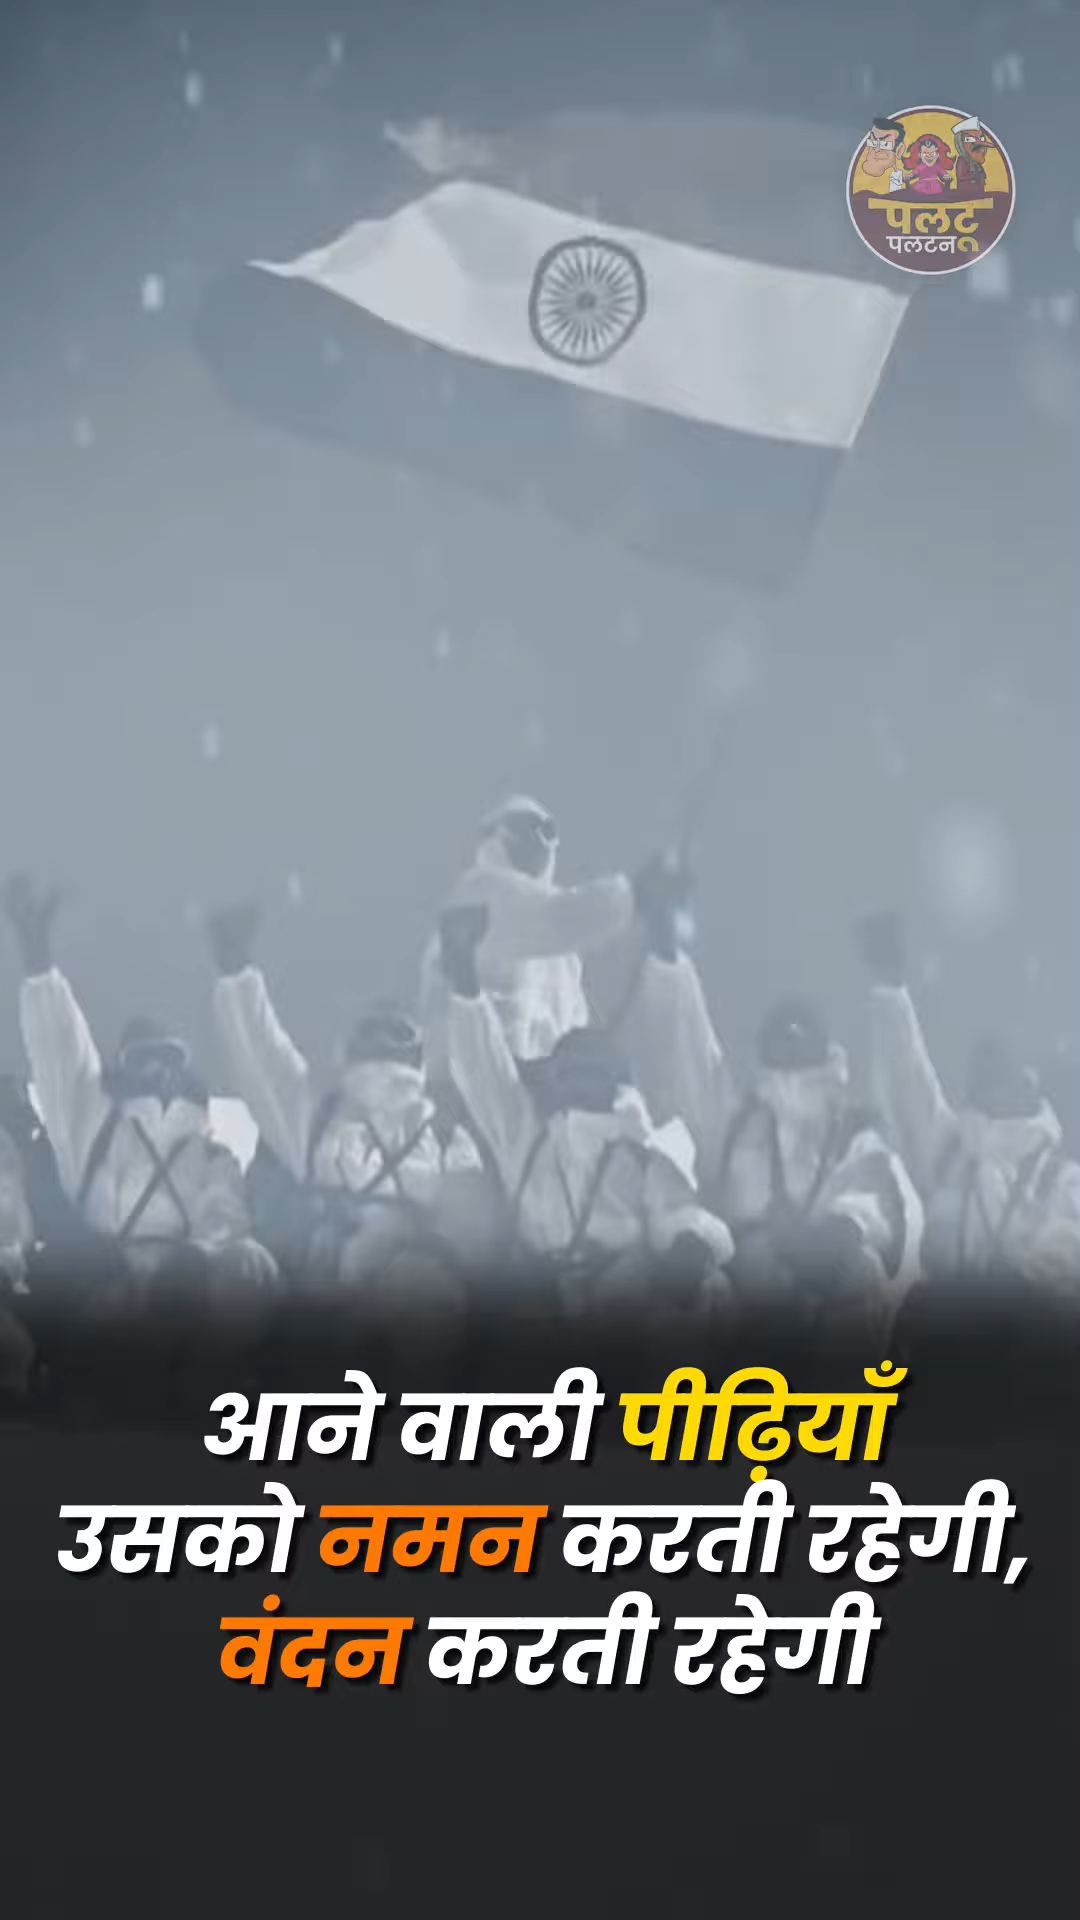 पलटू
पलटन
आने वाली पीढ़ियाँ
उसको नमन करती रहेगी,
वंदन करती रहेगी